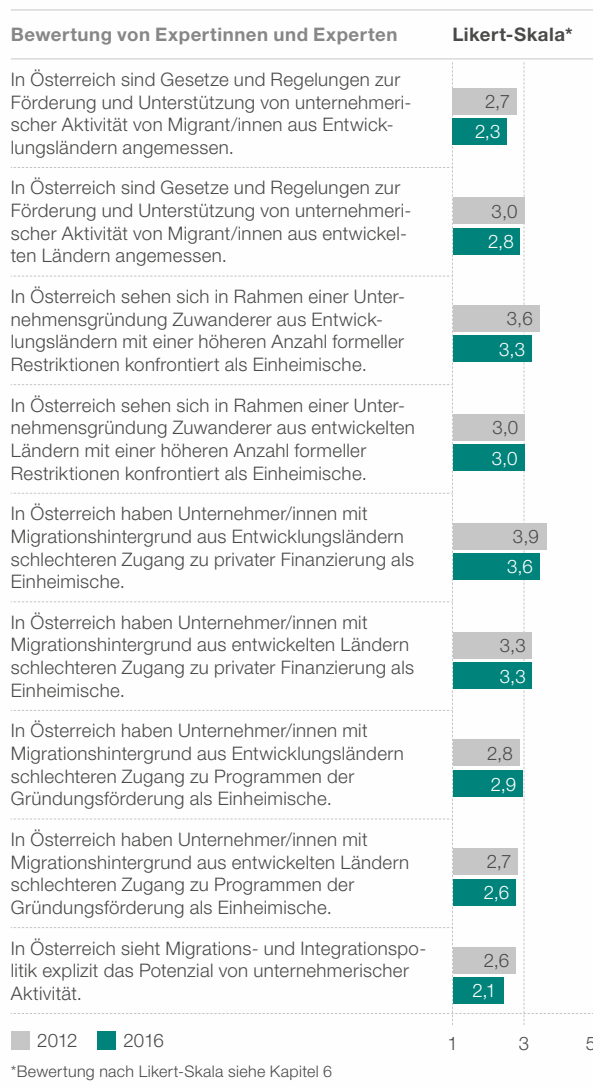 Bewertung von Expertinnen und Experten Likert-Skala*
In Österreich sind Gesetze und Regelungen zur
Förderung und Unterstützung von unternehmeri-
scher Aktivität von Migrant/innen aus Entwick-
lungsländern angemessen.
2,7
2,3
In Österreich sind Gesetze und Regelungen zur
Förderung und Unterstützung von unternehmeri-
scher Aktivität von Migrant/innen aus entwickel-
ten Ländern angemessen.
3,0
2,8
In Österreich sehen sich in Rahmen einer Unter-
nehmensgründung Zuwanderer aus Entwick-
lungsländern mit einer höheren Anzahl formeller
Restriktionen konfrontiert als Einheimische.
3,6
3,3
In Österreich sehen sich in Rahmen einer Unter-
nehmensgründung Zuwanderer aus entwickelten
Ländern mit einer höheren Anzahl formeller
Restriktionen konfrontiert als Einheimische.
3,0
3,0
In Österreich haben Unternehmer/innen mit
Migrationshintergrund aus Entwicklungsländern
schlechteren Zugang zu privater Finanzierung als
Einheimische.
3,9
3,6
In Österreich haben Unternehmer/innen mit
Migrationshintergrund aus entwickelten Ländern
schlechteren Zugang zu privater Finanzierung als
Einheimische.
3,3
3,3
In Österreich haben Unternehmer/innen mit
Migrationshintergrund aus Entwicklungsländern
schlechteren Zugang zu Programmen der
Gründungsförderung als Einheimische.
2,8
2,9
In Österreich haben Unternehmer/innen mit
Migrationshintergrund aus entwickelten Ländern
schlechteren Zugang zu Programmen der
Gründungsförderung als Einheimische.
2,7
2,6
In Österreich sieht Migrations- und Integrationspo-
litik explizit das Potenzial von unternehmerischer
Aktivität.
2,6
2,1
2012 2016 1 3 5
*Bewertung nach Likert-Skala siehe Kapitel 6